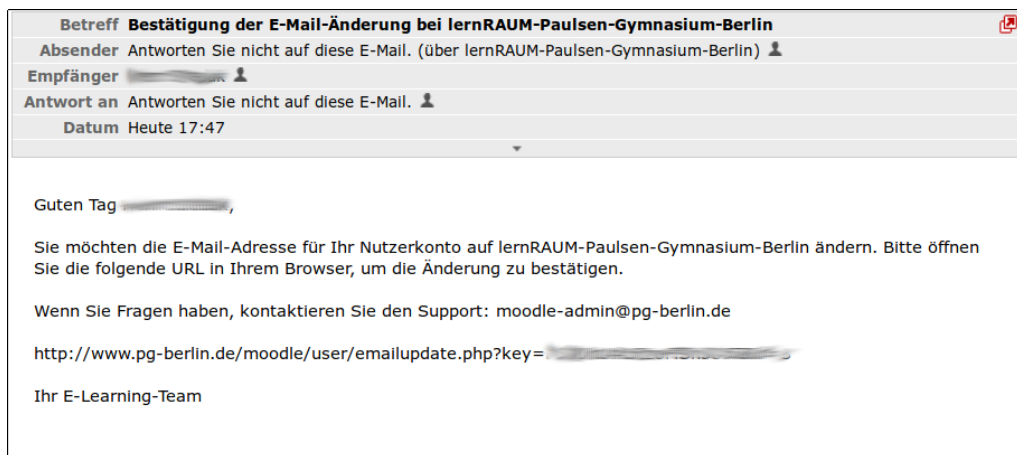 Betreff Bestätigung der E-Mail-Änderung bei lernRAUM-Paulsen-Gymnasium-Berlin
Absender Antworten Sie nicht auf diese E-Mail. (über lernRAUM-Paulsen-Gymnasium-Berlin)
Empfänger
Antwort an Antworten Sie nicht auf diese E-Mail.
Datum Heute 17:47
Guten Tag ,
Sie möchten die E-Mail-Adresse für Ihr Nutzerkonto auf lernRAUM-Paulsen-Gymnasium-Berlin ändern. Bitte öffnen
Sie die folgende URL in Ihrem Browser, um die Änderung zu bestätigen.
Wenn Sie Fragen haben, kontaktieren Sie den Support: moodle-admin@pg-berlin.de
http://www.pg-berlin.de/moodle/user/emailupdate.php?key=
Ihr E-Learning-Team